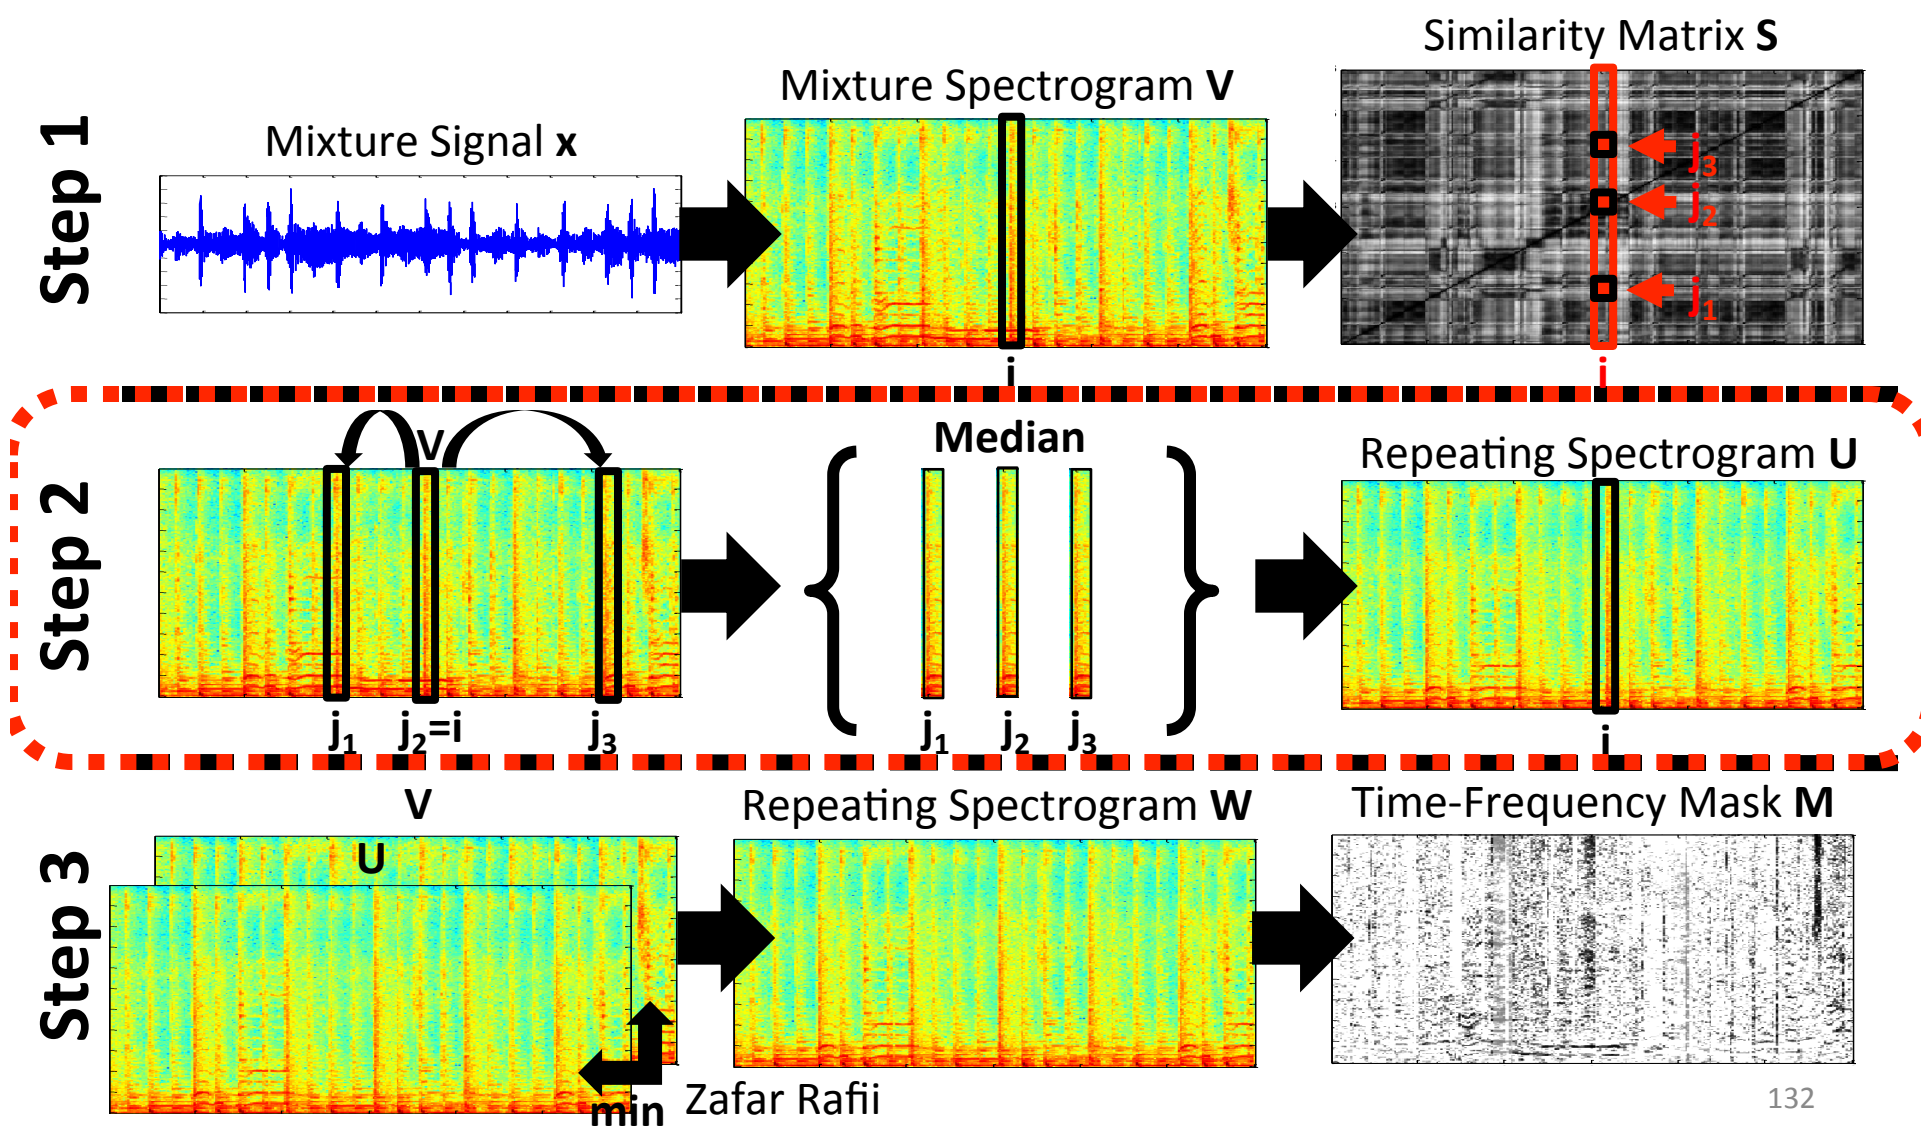 Step 1
Mixture Signal x
Mixture Spectrogram V
i
Similarity Matrix S
j3
j2
j1
i
Step 2
V
j1 j2=i j3
Median
j1 j2 j3
Repeating Spectrogram U
i
Step 3
V
U
min
Repeating Spectrogram W
Time-Frequency Mask M
Zafar Rafii
132